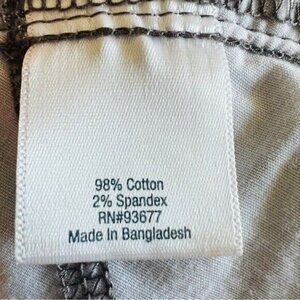 98% Cotton
2% Spandex
RN#93677
Made In Bangladesh